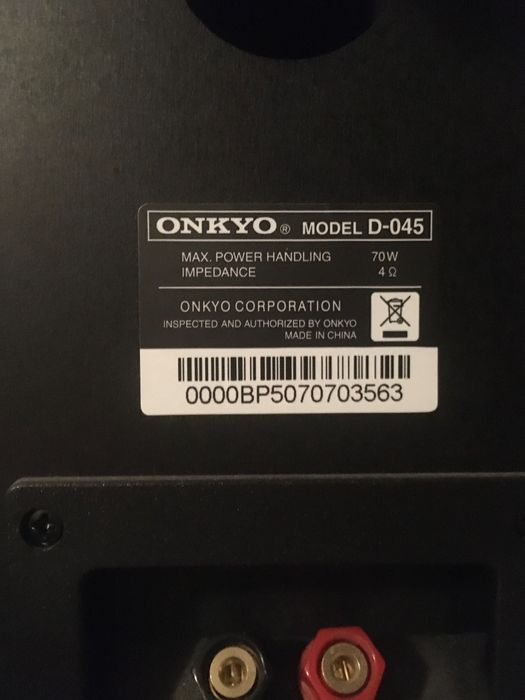 ONKYO ® MODEL D-045
MAX. POWER HANDLING 70W
IMPEDANCE 4 Ω
ONKYO CORPORATION
INSPECTED AND AUTHORIZED BY ONKYO
MADE IN CHINA
0000BP5070703563